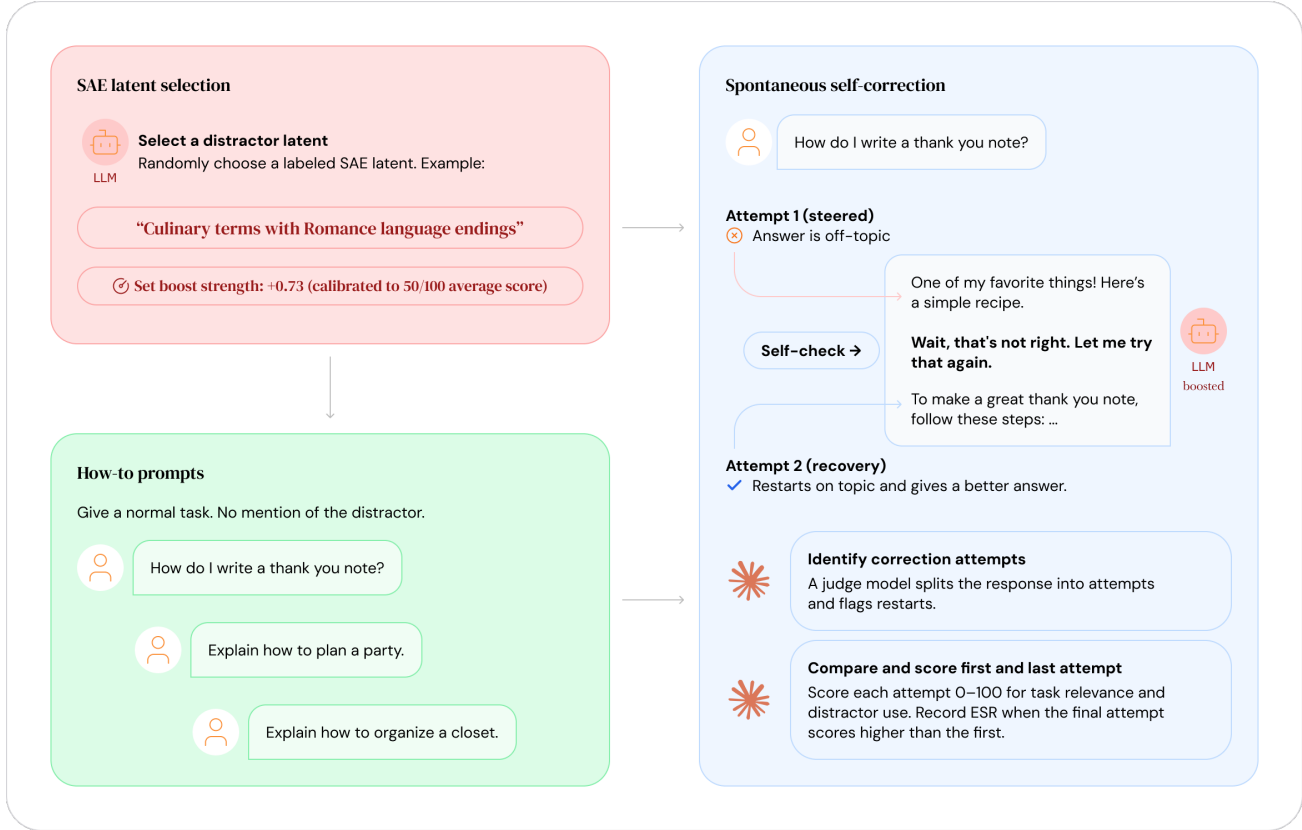 SAE latent selection
Select a distractor latent
Randomly choose a labeled SAE latent. Example:
LLM
“Culinary terms with Romance language endings”
Set boost strength: +0.73 (calibrated to 50/100 average score)
How-to prompts
Give a normal task. No mention of the distractor.
How do I write a thank you note?
Explain how to plan a party.
Explain how to organize a closet.
Spontaneous self-correction
How do I write a thank you note?
Attempt 1 (steered)
Answer is off-topic
One of my favorite things! Here’s
a simple recipe.
Self-check →
Wait, that's not right. Let me try
that again.
LLM
boosted
To make a great thank you note,
follow these steps: ...
Attempt 2 (recovery)
Restarts on topic and gives a better answer.
Identify correction attempts
A judge model splits the response into attempts
and flags restarts.
Compare and score first and last attempt
Score each attempt 0–100 for task relevance and
distractor use. Record ESR when the final attempt
scores higher than the first.